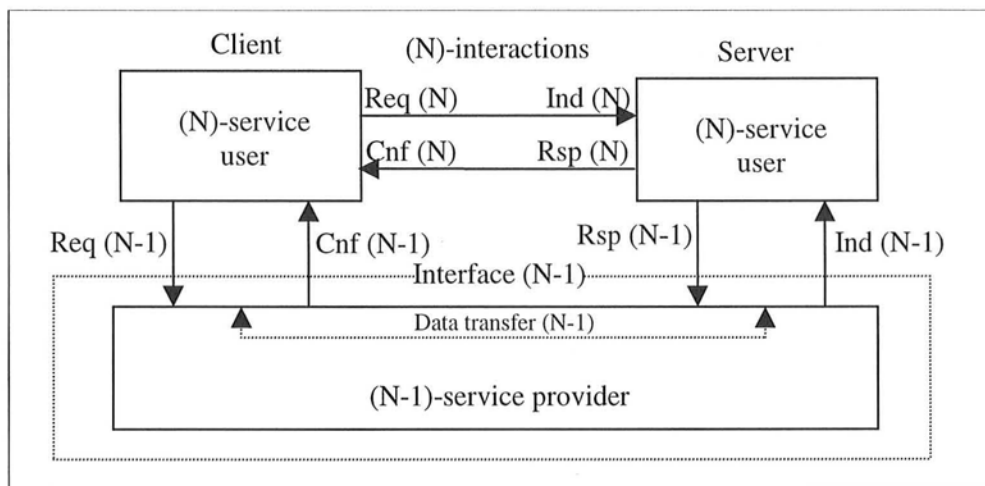 Client
(N)-interactions
Server
(N)-service
user
Req (N)
Ind (N)
Cnf (N)
Rsp (N)
(N)-service
user
Req (N-1)
Cnf (N-1)
Rsp (N-1)
Ind (N-1)
Interface (N-1)
Data transfer (N-1)
(N-1)-service provider